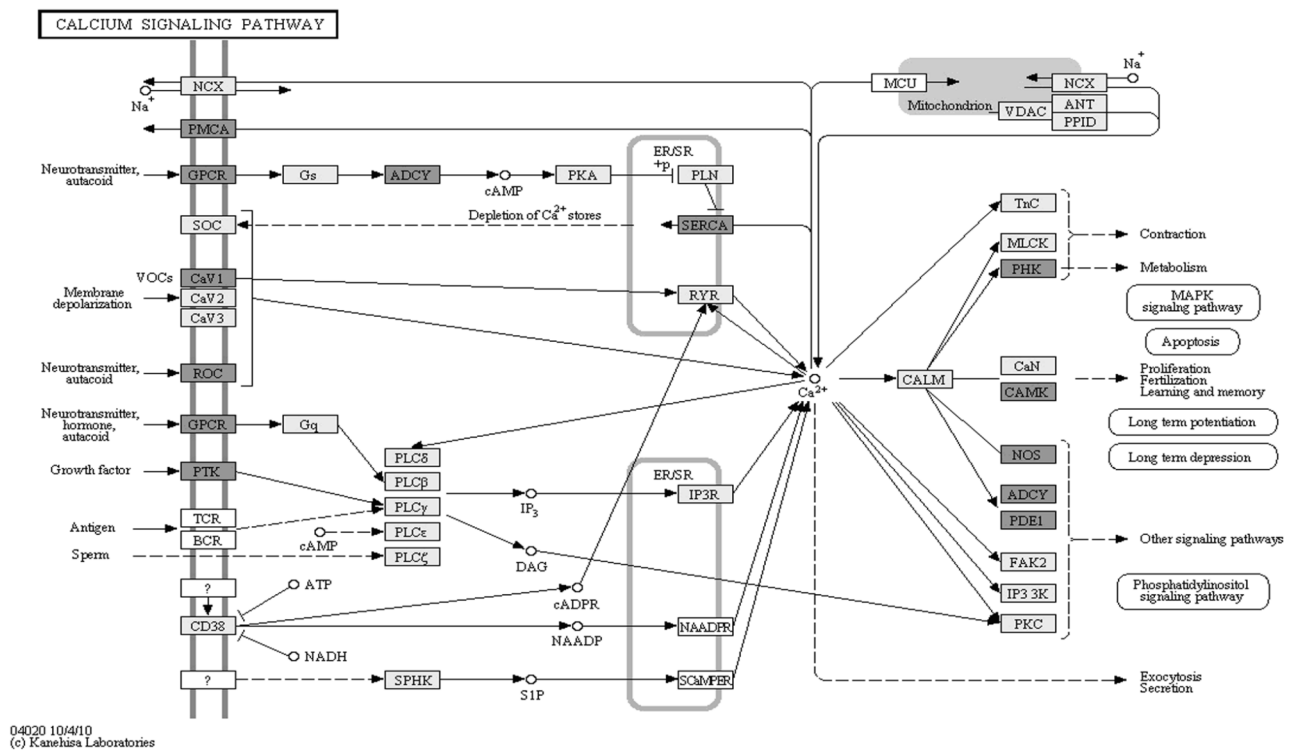 CALCIUM SIGNALING PATHWAY
NCX
Na+
PMCA
Neurotransmitter,
autacoid
GPCR
Gs
ADCY
cAMP
PKA
ER/SR
+p
PLN
SOC
Depletion of Ca2+ stores
SERCA
VOCs
CaV1
Membrane
depolarization
CaV2
CaV3
RYR
Neurotransmitter,
autacoid
ROC
Neurotransmitter,
hormone,
autacoid
GPCR
Gq
Growth factor
PTK
PLCδ
PLCβ
PLCγ
PLCε
PLCζ
Antigen
TCR
BCR
cAMP
Sperm
IP3
DAG
ER/SR
IP3R
?
ATP
CD38
NADH
cADPR
NAADP
NAADPR
?
SPHK
S1P
SCaMPER
MCU
Mitochondrion
NCX
Na+
VDAC
ANT
PPID
Ca2+
CALM
TnC
MLCK
PHK
Contraction
Metabolism
MAPK
signaling pathway
Apoptosis
CaN
CAMK
Proliferation
Fertilization
Learning and memory
Long term potentiation
Long term depression
NOS
ADCY
PDE1
FAK2
IP3 3K
PKC
Other signaling pathways
Phosphatidylinositol
signaling pathway
Exocytosis
Secretion
04020 10/4/10
(c) Kanehisa Laboratories